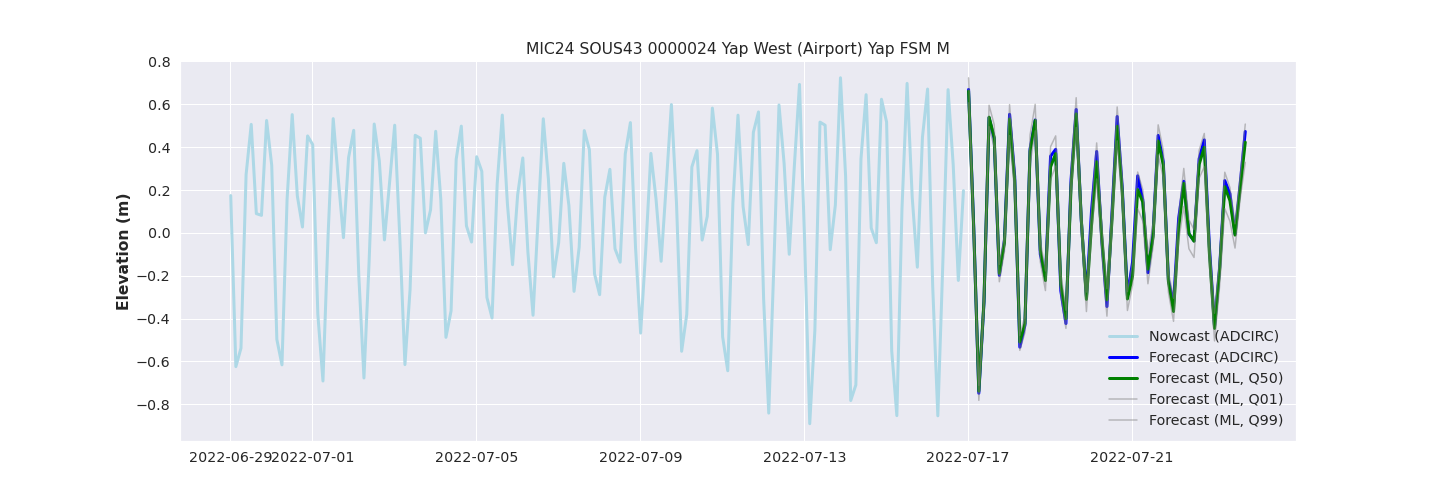 MIC24 SOUS43 0000024 Yap West (Airport) Yap FSM M
Elevation (m)
0.8
0.6
0.4
0.2
0.0
−0.2
−0.4
−0.6
−0.8
2022-06-29
2022-07-01
2022-07-05
2022-07-09
2022-07-13
2022-07-17
2022-07-21
Nowcast (ADCIRC)
Forecast (ADCIRC)
Forecast (ML, Q50)
Forecast (ML, Q01)
Forecast (ML, Q99)